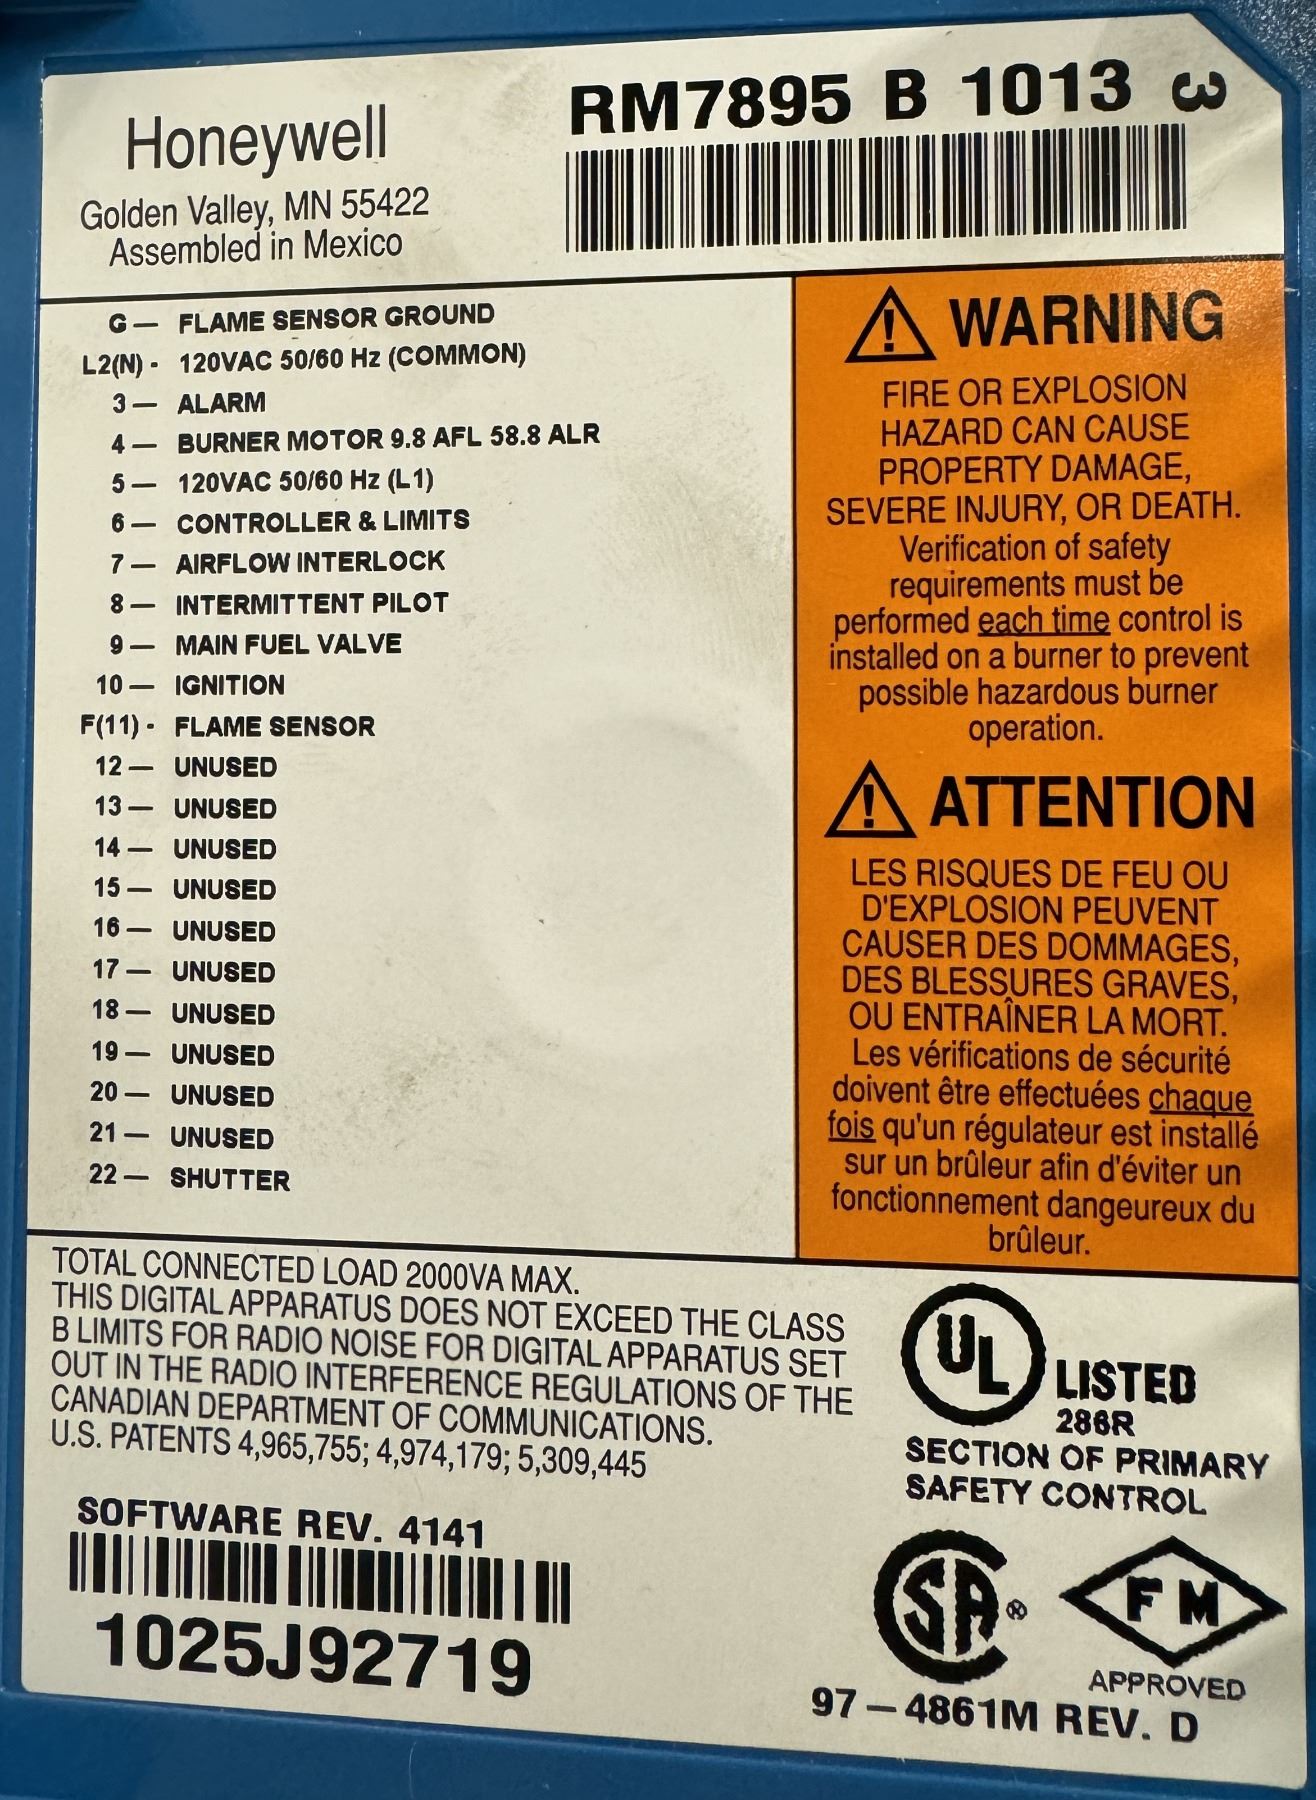 Honeywell
Golden Valley, MN 55422
Assembled in Mexico
RM7895 B 1013 3
G — FLAME SENSOR GROUND
L2(N) - 120VAC 50/60 Hz (COMMON)
3 — ALARM
4 — BURNER MOTOR 9.8 AFL 58.8 ALR
5 — 120VAC 50/60 Hz (L1)
6 — CONTROLLER & LIMITS
7 — AIRFLOW INTERLOCK
8 — INTERMITTENT PILOT
9 — MAIN FUEL VALVE
10 — IGNITION
F(11) - FLAME SENSOR
12 — UNUSED
13 — UNUSED
14 — UNUSED
15 — UNUSED
16 — UNUSED
17 — UNUSED
18 — UNUSED
19 — UNUSED
20 — UNUSED
21 — UNUSED
22 — SHUTTER
WARNING
FIRE OR EXPLOSION
HAZARD CAN CAUSE
PROPERTY DAMAGE,
SEVERE INJURY, OR DEATH.
Verification of safety
requirements must be
performed each time control is
installed on a burner to prevent
possible hazardous burner
operation.
ATTENTION
LES RISQUES DE FEU OU
D'EXPLOSION PEUVENT
CAUSER DES DOMMAGES,
DES BLESSURES GRAVES,
OU ENTRAÎNER LA MORT.
Les vérifications de sécurité
doivent être effectuées chaque
fois qu'un régulateur est installé
sur un brûleur afin d'éviter un
fonctionnement dangeureux du
brûleur.
TOTAL CONNECTED LOAD 2000VA MAX.
THIS DIGITAL APPARATUS DOES NOT EXCEED THE CLASS
B LIMITS FOR RADIO NOISE FOR DIGITAL APPARATUS SET
OUT IN THE RADIO INTERFERENCE REGULATIONS OF THE
CANADIAN DEPARTMENT OF COMMUNICATIONS.
U.S. PATENTS 4,965,755; 4,974,179; 5,309,445
SOFTWARE REV. 4141
1025J92719
UL LISTED
286R
SECTION OF PRIMARY
SAFETY CONTROL
SA ®
FM
APPROVED
97-4861M REV. D